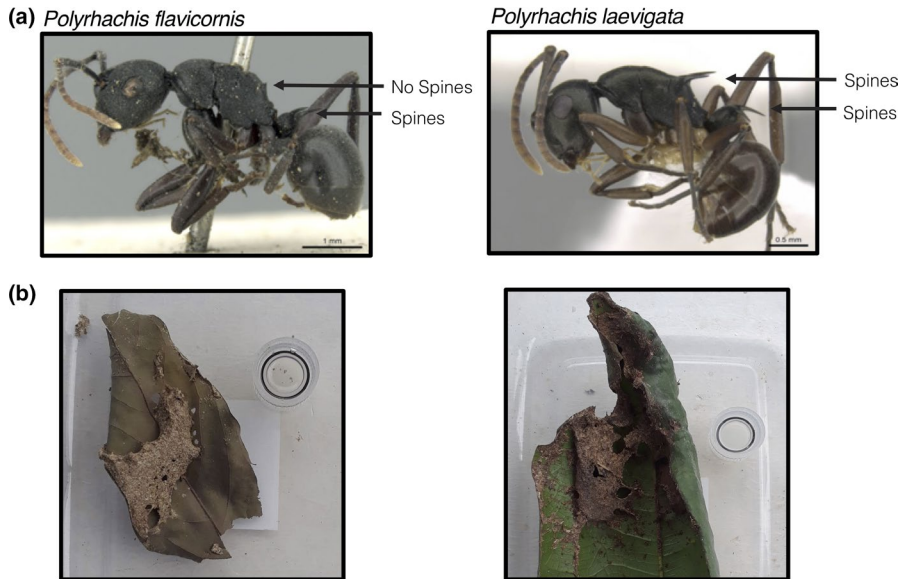 (a) Polyrhachis flavicornis
Polyrhachis laevigata
No Spines
Spines
1 mm
Spines
Spines
0.5 mm
(b)